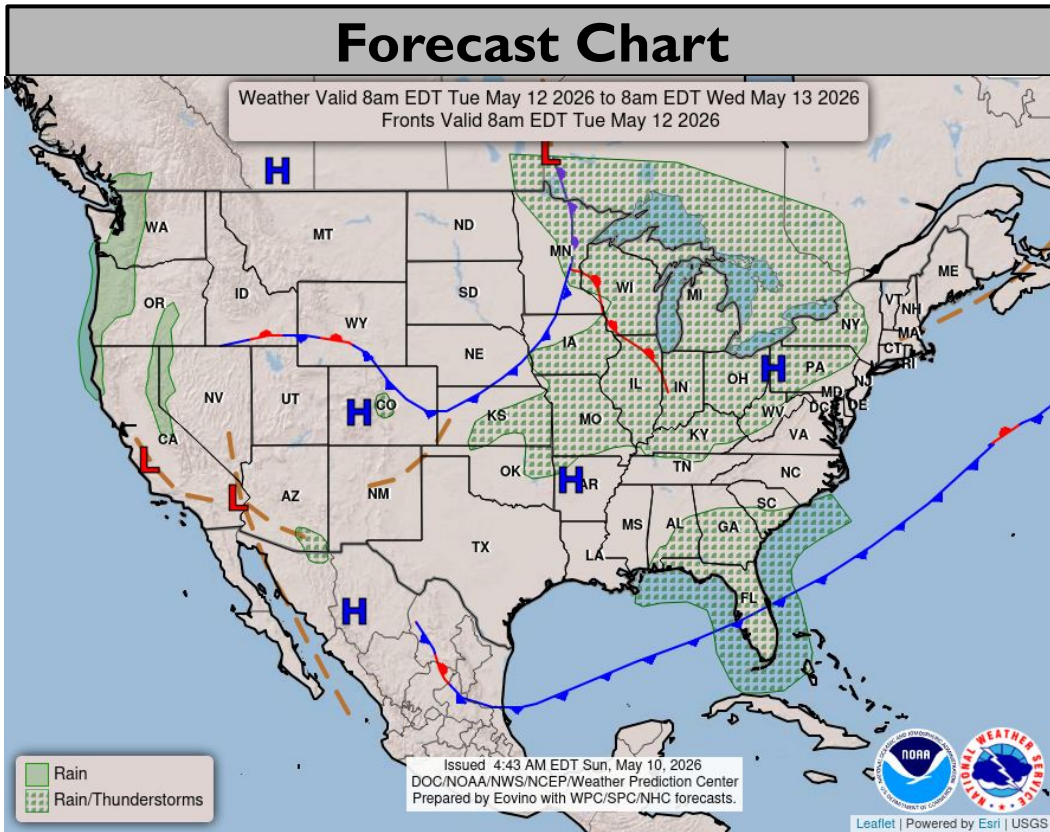 Forecast Chart
Weather Valid 8am EDT Tue May 12 2026 to 8am EDT Wed May 13 2026
Fronts Valid 8am EDT Tue May 12 2026
L
H
WA
MT
ND
MN
ME
OR
ID
SD
WI
MI
VT
NH
WY
NY
MA
CT
RI
NE
IA
PA
H
NJ
NV
UT
H
CO
KS
MO
IL
IN
OH
MD
DE
DC
WV
VA
KY
CA
L
L
AZ
NM
OK
H
AR
TN
NC
SC
TX
MS
AL
GA
LA
FL
H
Rain
Rain/Thunderstorms
Issued 4:43 AM EDT Sun, May 10, 2026
DOC/NOAA/NWS/NCEP/Weather Prediction Center
Prepared by Eovino with WPC/SPC/NHC forecasts.
NOAA
NATIONAL WEATHER SERVICE
Leaflet | Powered by Esri | USGS